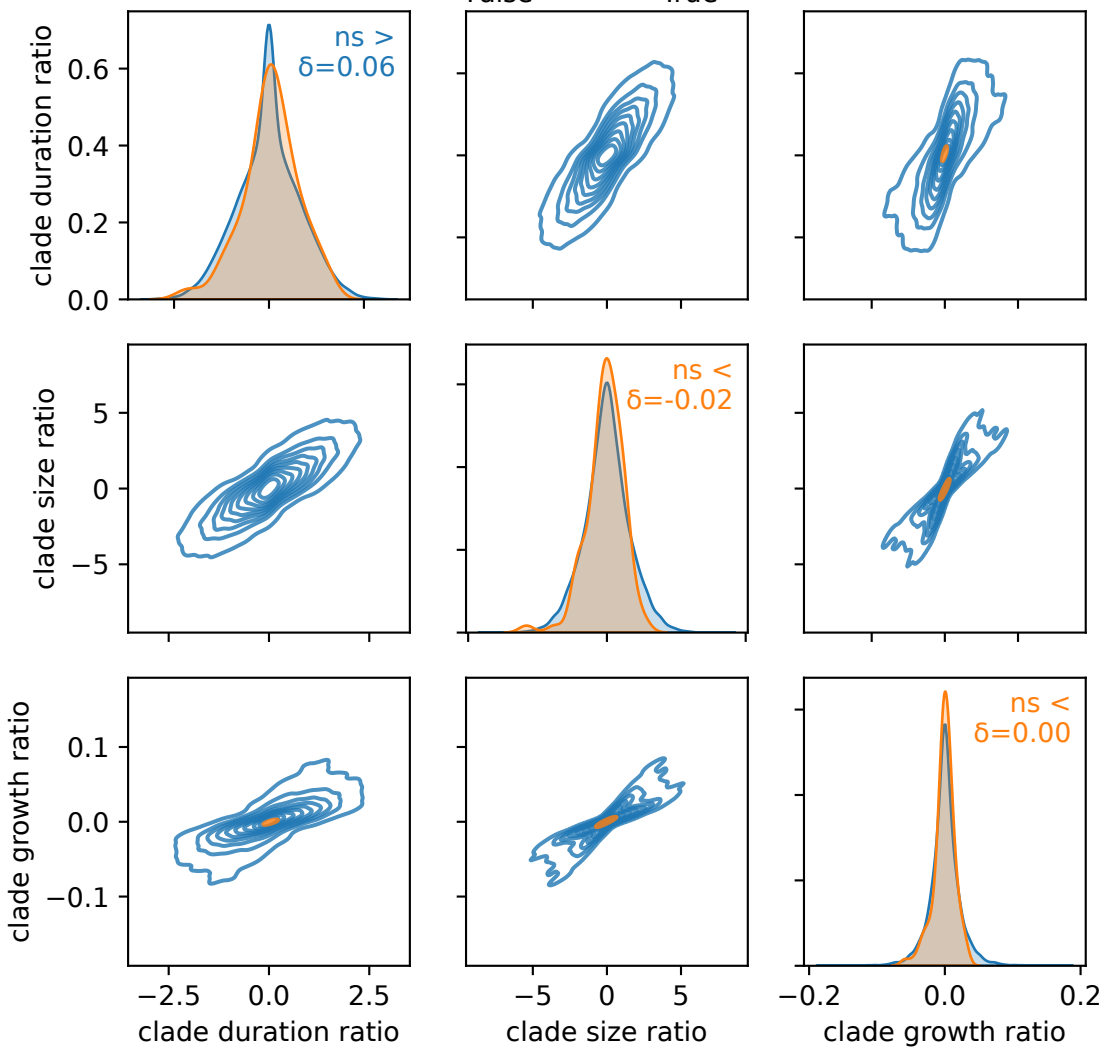 clade duration ratio
0.6
0.4
0.2
0.0
ns >
δ=0.06
clade size ratio
5
0
−5
ns <
δ=-0.02
clade growth ratio
0.1
0.0
−0.1
ns <
δ=0.00
−2.5 0.0 2.5
−5 0 5
−0.2 0.0 0.2
clade duration ratio
clade size ratio
clade growth ratio